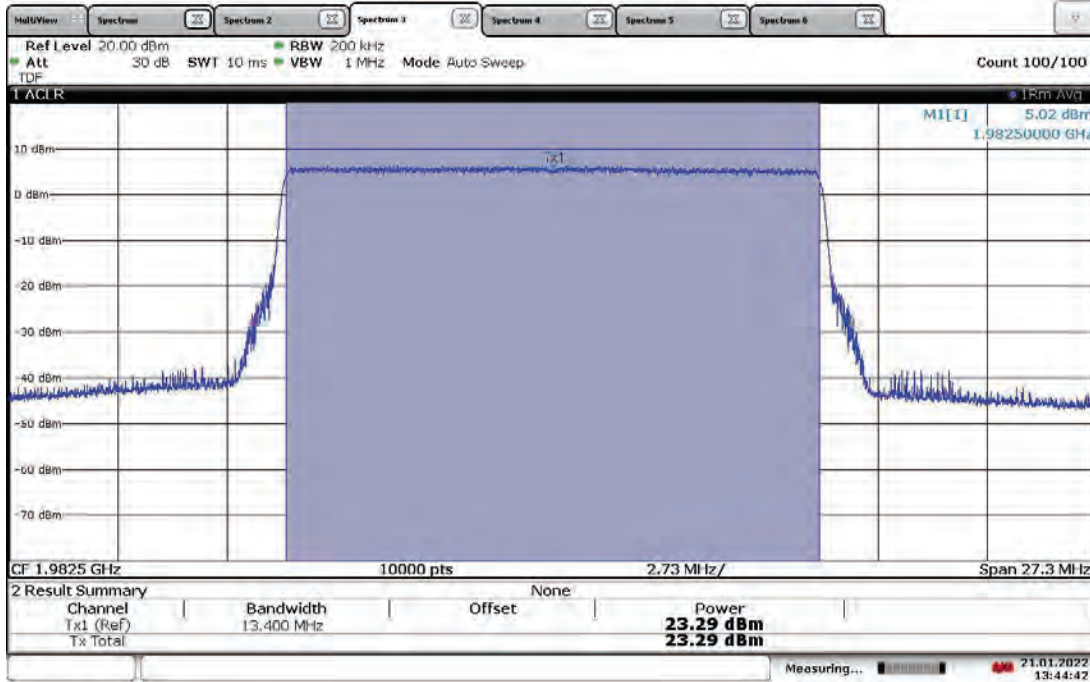 MultiView Spectrum Spectrum 2 Spectrum 3 Spectrum 4 Spectrum 5 Spectrum 6
Ref Level 20.00 dBm RBW 200 kHz
Att 30 dB SWT 10 ms VBW 1 MHz Mode Auto Sweep Count 100/100
TDF
1 ACLR 1Rm Avg
M1[1] 5.02 dBm
1.98250000 GHz
10 dBm
Tx1
0 dBm
-10 dBm
-20 dBm
-30 dBm
-40 dBm
-50 dBm
-60 dBm
-70 dBm
CF 1.9825 GHz 10000 pts 2.73 MHz/ Span 27.3 MHz
2 Result Summary None
Channel Bandwidth Offset Power
Tx1 (Ref) 13.400 MHz 23.29 dBm
Tx Total 23.29 dBm
Measuring... 21.01.2022
13:44:42